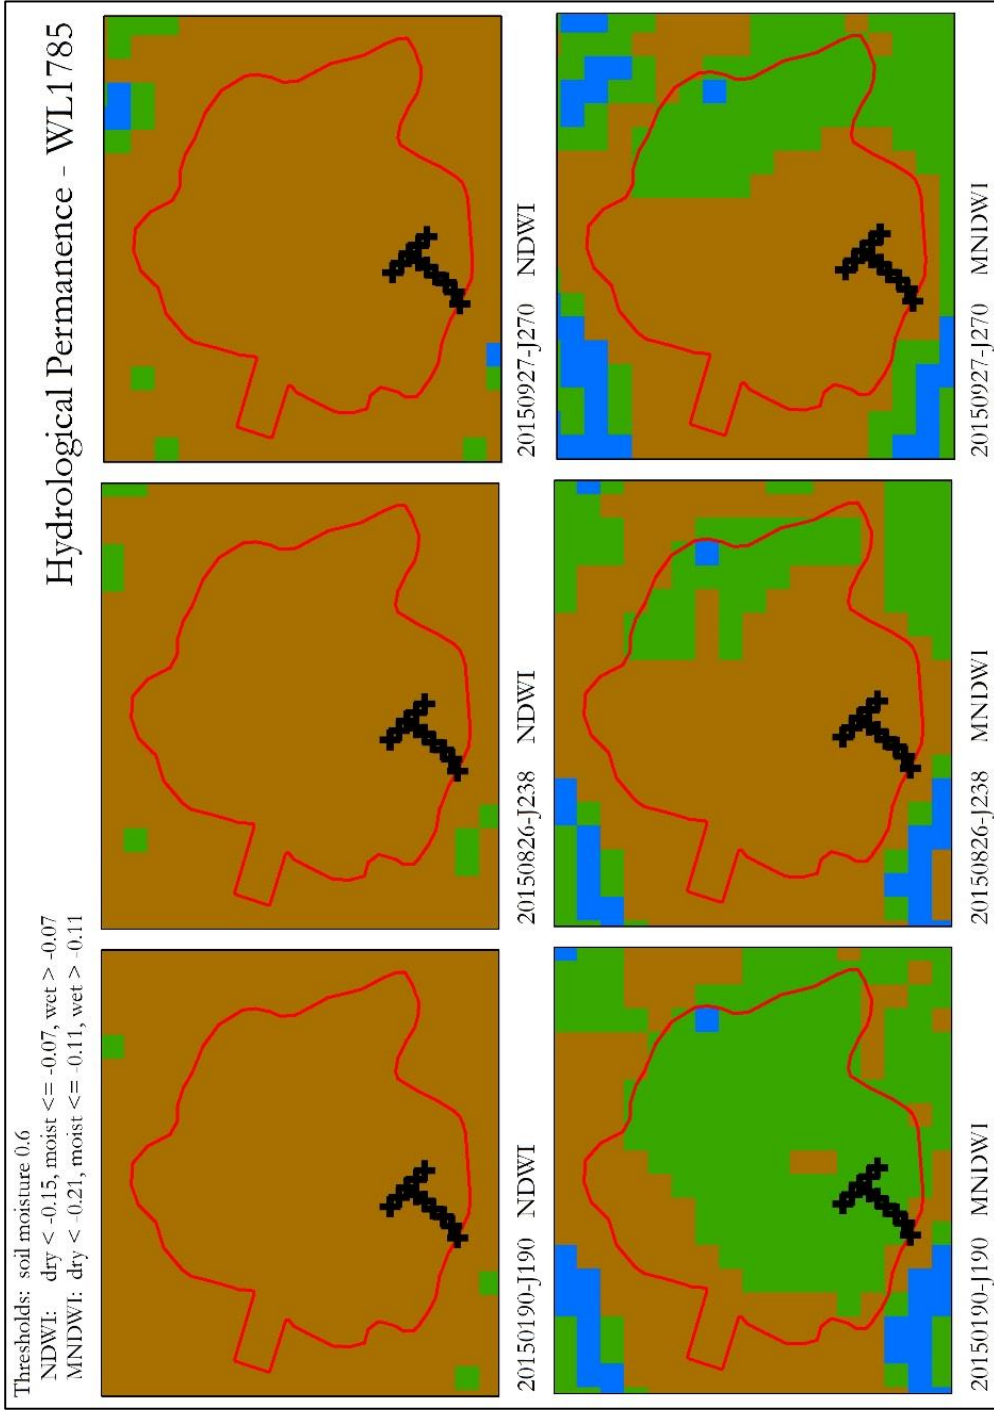 Hydrological Permanence - WL1785
Thresholds: soil moisture 0.6
NDWI: dry < -0.15, moist <= -0.07, wet > -0.07
MNDWI: dry < -0.21, moist <= -0.11, wet > -0.11
20150190-J190 NDWI
20150826-J238 NDWI
20150927-J270 NDWI
20150190-J190 MNDWI
20150826-J238 MNDWI
20150927-J270 MNDWI